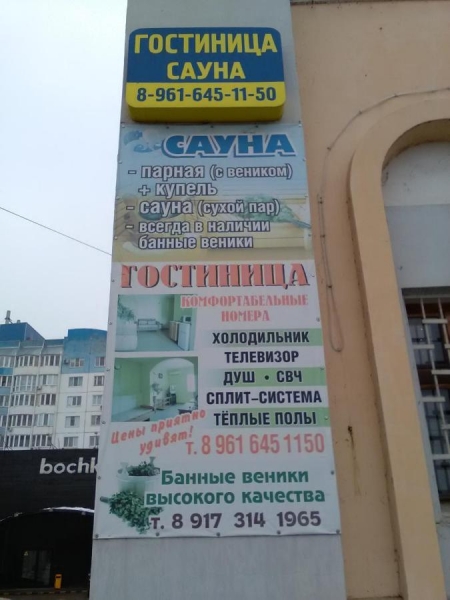 ГОСТИНИЦА
САУНА
8-961-645-11-50
САУНА
- парная (с веником)
+ купель
- сауна (сухой пар)
- всегда в наличии
банные веники
ГОСТИНИЦА
КОМФОРТАБЕЛЬНЫЕ
НОМЕРА
ХОЛОДИЛЬНИК
ТЕЛЕВИЗОР
ДУШ • СВЧ
СПЛИТ-СИСТЕМА
ТЁПЛЫЕ ПОЛЫ
Цены приятно
удивят!
т. 8 961 645 1150
Банные веники
высокого качества
т. 8 917 314 1965
bochk